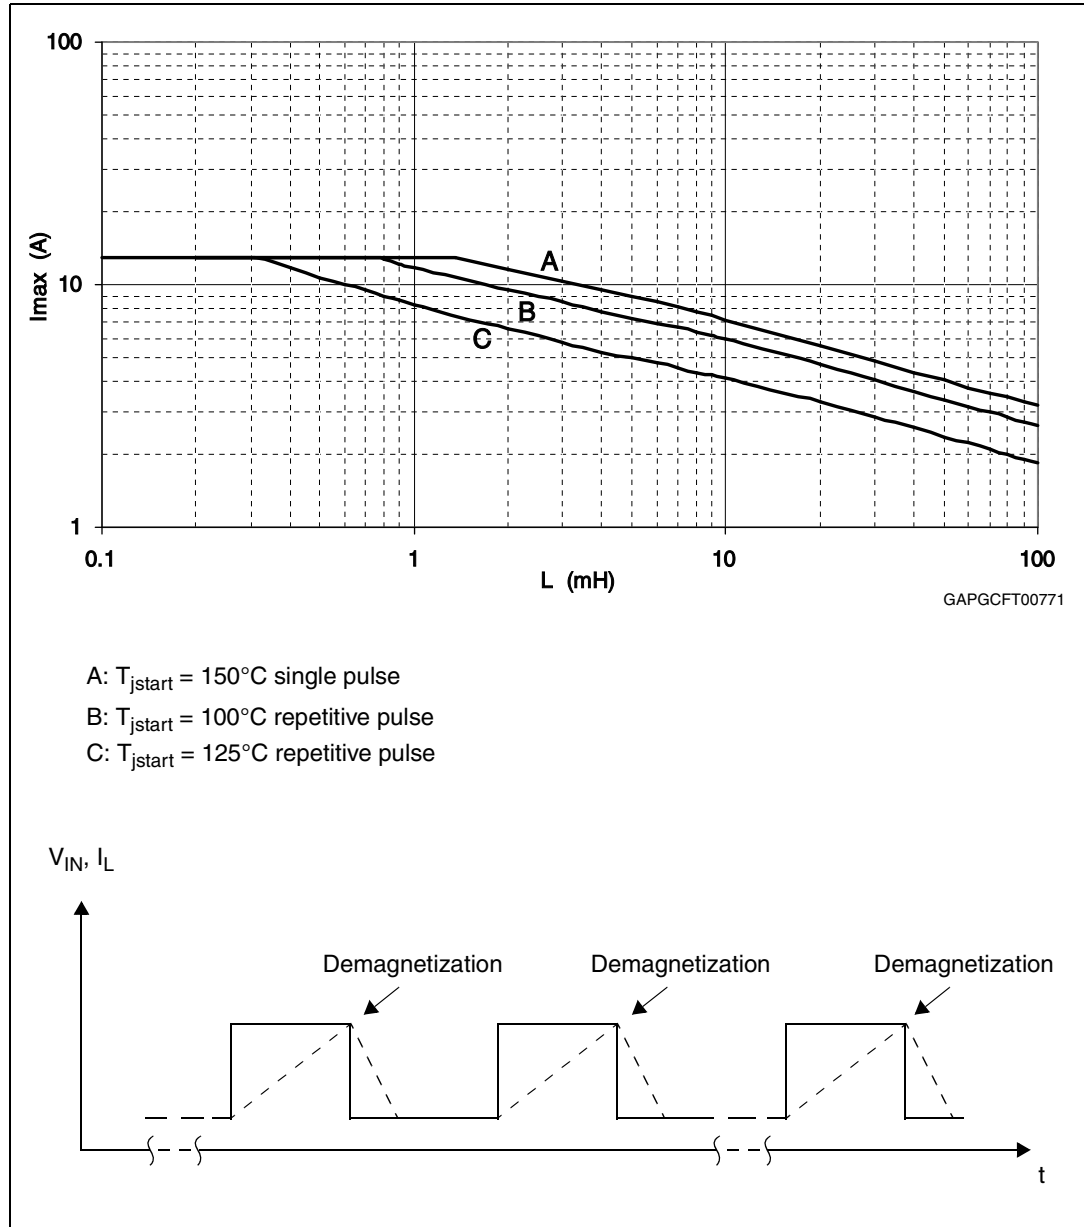 100
Imax (A)
A
10
B
C
1
0.1 1 10 100
L (mH)
GAPGCFT00771
A: Tjstart = 150°C single pulse
B: Tjstart = 100°C repetitive pulse
C: Tjstart = 125°C repetitive pulse
VIN, IL
Demagnetization Demagnetization Demagnetization
t